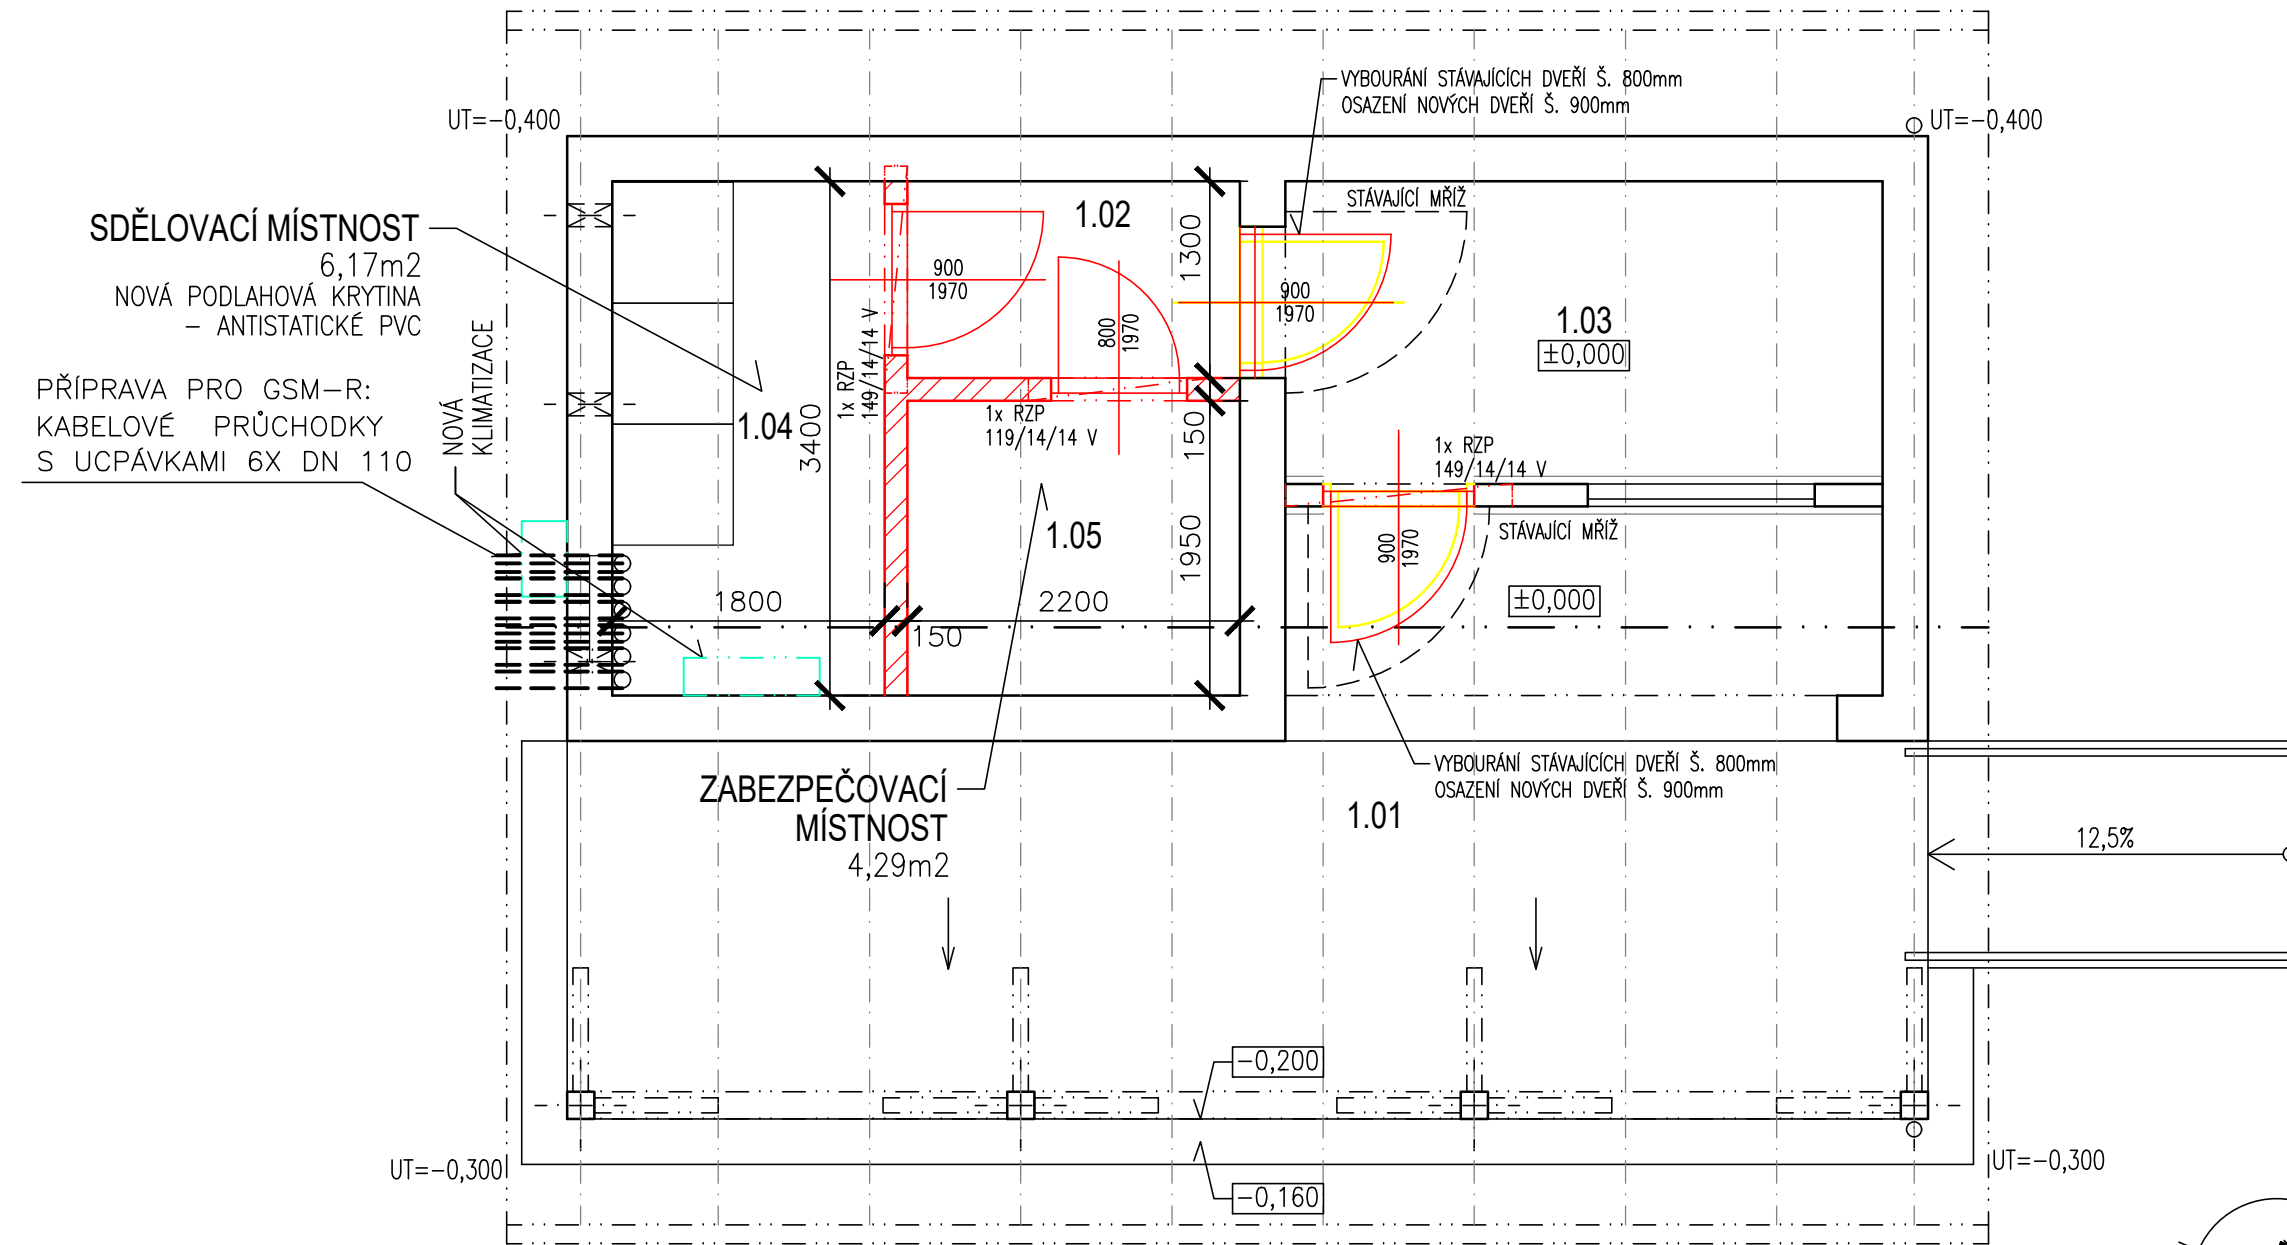 VYBOURÁNÍ STÁVAJÍCÍCH DVEŘÍ Š. 800mm
OSAZENÍ NOVÝCH DVEŘÍ Š. 900mm
UT=-0,400
UT=-0,400
STÁVAJÍCÍ MŘÍŽ
SDĚLOVACÍ MÍSTNOST
6,17m2
NOVÁ PODLAHOVÁ KRYTINA
- ANTISTATICKÉ PVC
1.02
1300
900
1970
900
1970
800
1970
1.03
±0,000
PŘÍPRAVA PRO GSM-R:
KABELOVÉ PRŮCHODKY
S UCPÁVKAMI 6X DN 110
NOVÁ
KLIMATIZACE
1.04
3400
1x RZP
149/14/14 V
1x RZP
119/14/14 V
150
1x RZP
149/14/14 V
1.05
1950
900
1970
STÁVAJÍCÍ MŘÍŽ
±0,000
1800
150
2200
ZABEZPEČOVACÍ
MÍSTNOST
4,29m2
VYBOURÁNÍ STÁVAJÍCÍCH DVEŘÍ Š. 800mm
OSAZENÍ NOVÝCH DVEŘÍ Š. 900mm
1.01
12,5%
-0,200
UT=-0,300
UT=-0,300
-0,160